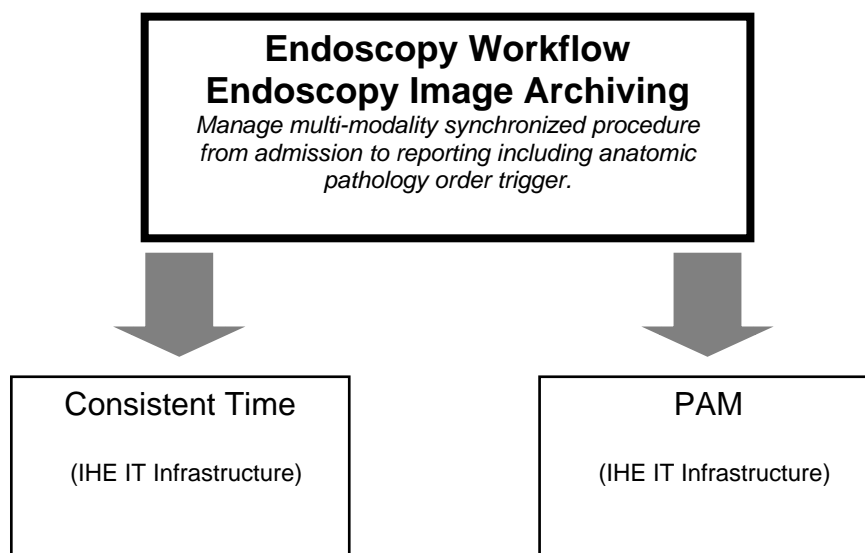 Endoscopy Workflow
Endoscopy Image Archiving
Manage multi-modality synchronized procedure
from admission to reporting including anatomic
pathology order trigger.
Consistent Time
(IHE IT Infrastructure)
PAM
(IHE IT Infrastructure)